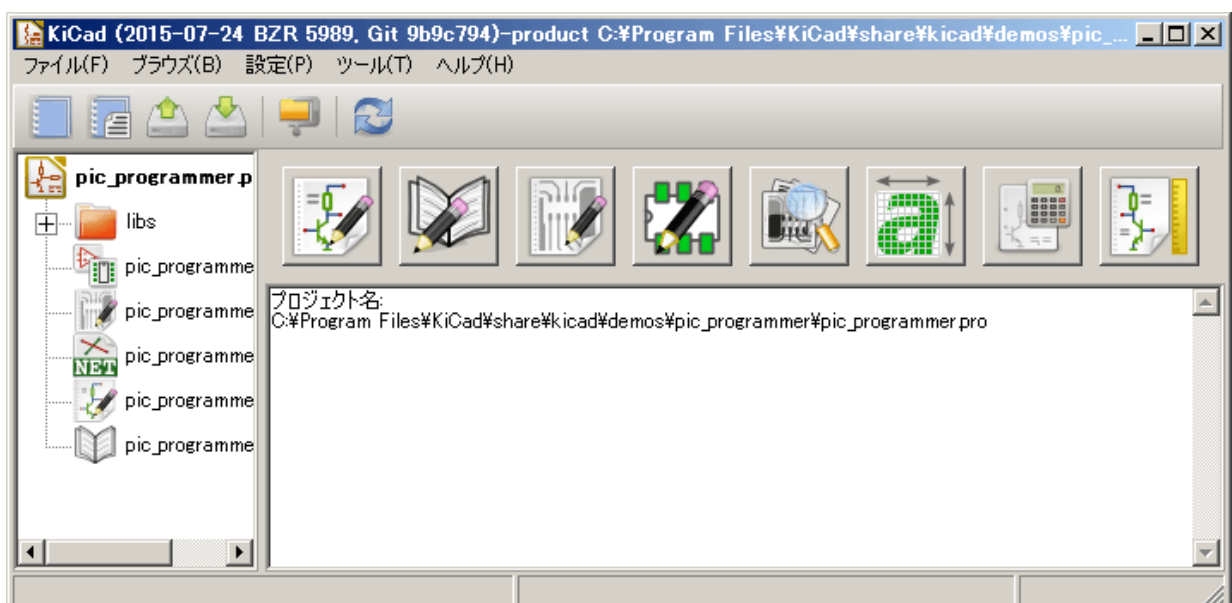 KiCad (2015-07-24 BZR 5989, Git 9b9c794)-product C:¥Program Files¥KiCad¥share¥kicad¥demos¥pic_...
ファイル(F) ブラウズ(B) 設定(P) ツール(T) ヘルプ(H)
pic_programmer.p
libs
pic_programme
pic_programme
NET pic_programme
pic_programme
pic_programme
プロジェクト名:
C:¥Program Files¥KiCad¥share¥kicad¥demos¥pic_programmer¥pic_programmer.pro